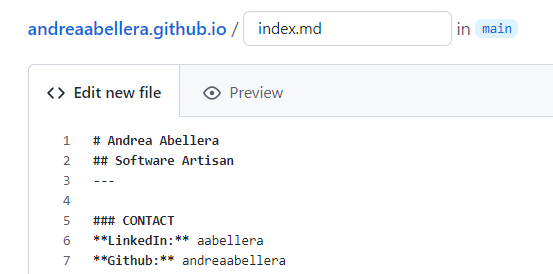 andreaabellera.github.io / index.md in main
<> Edit new file Preview
1 # Andrea Abellera
2 ## Software Artisan
3 ---
4
5 ### CONTACT
6 **LinkedIn:** aabellera
7 **Github:** andreaabellera